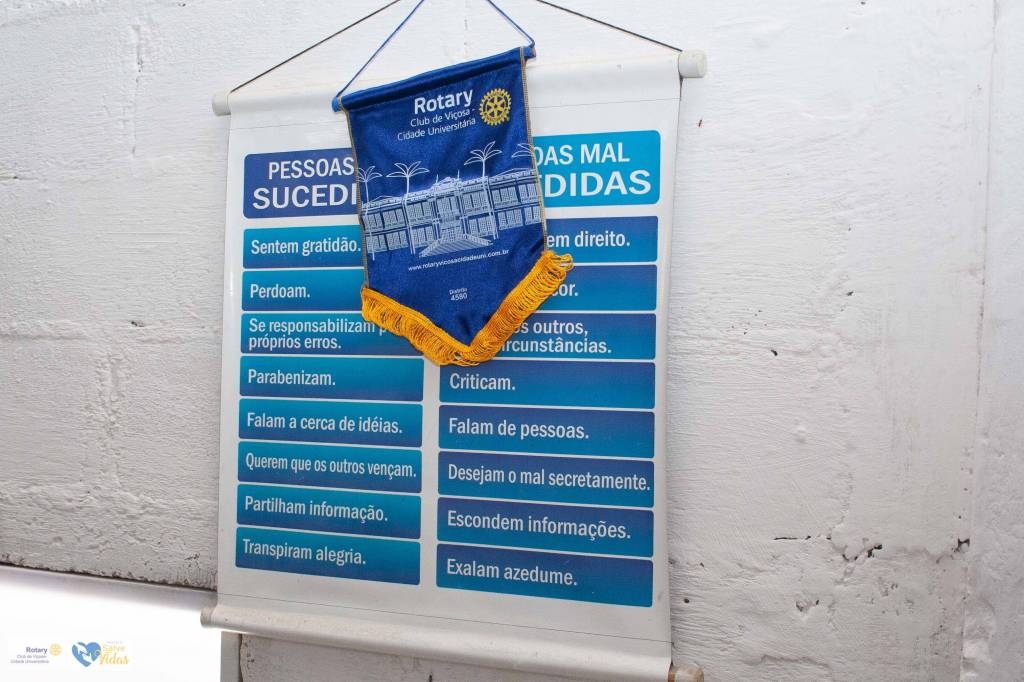 Rotary
Club de Viçosa -
Cidade Universitária
www.rotaryvicosacidadeuni.com.br
Distrito
4580
PESSOAS
SUCEDI
Sentem gratidão.
Perdoam.
Se responsabilizam p
próprios erros.
Parabenizam.
Falam a cerca de idéias.
Querem que os outros vençam.
Partilham informação.
Transpiram alegria.
OAS MAL
DIDAS
em direito.
or.
s outros,
ircunstâncias.
Criticam.
Falam de pessoas.
Desejam o mal secretamente.
Escondem informações.
Exalam azedume.
Rotary
Club de Viçosa-
Cidade Universitária
Salve
Vidas